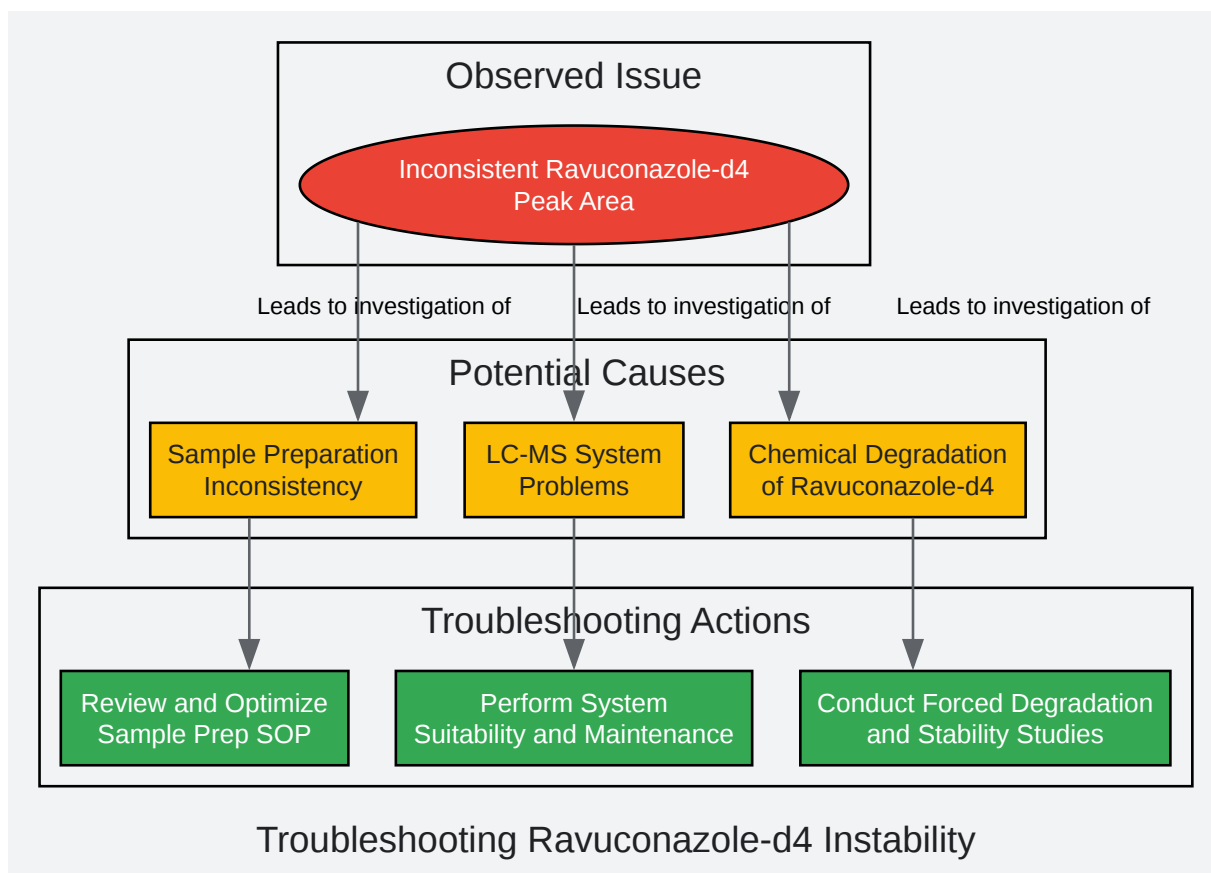 Observed Issue
Inconsistent Ravuconazole-d4
Peak Area
Leads to investigation of
Leads to investigation of
Leads to investigation of
Potential Causes
Sample Preparation
Inconsistency
LC-MS System
Problems
Chemical Degradation
of Ravuconazole-d4
Troubleshooting Actions
Review and Optimize
Sample Prep SOP
Perform System
Suitability and Maintenance
Conduct Forced Degradation
and Stability Studies
Troubleshooting Ravuconazole-d4 Instability